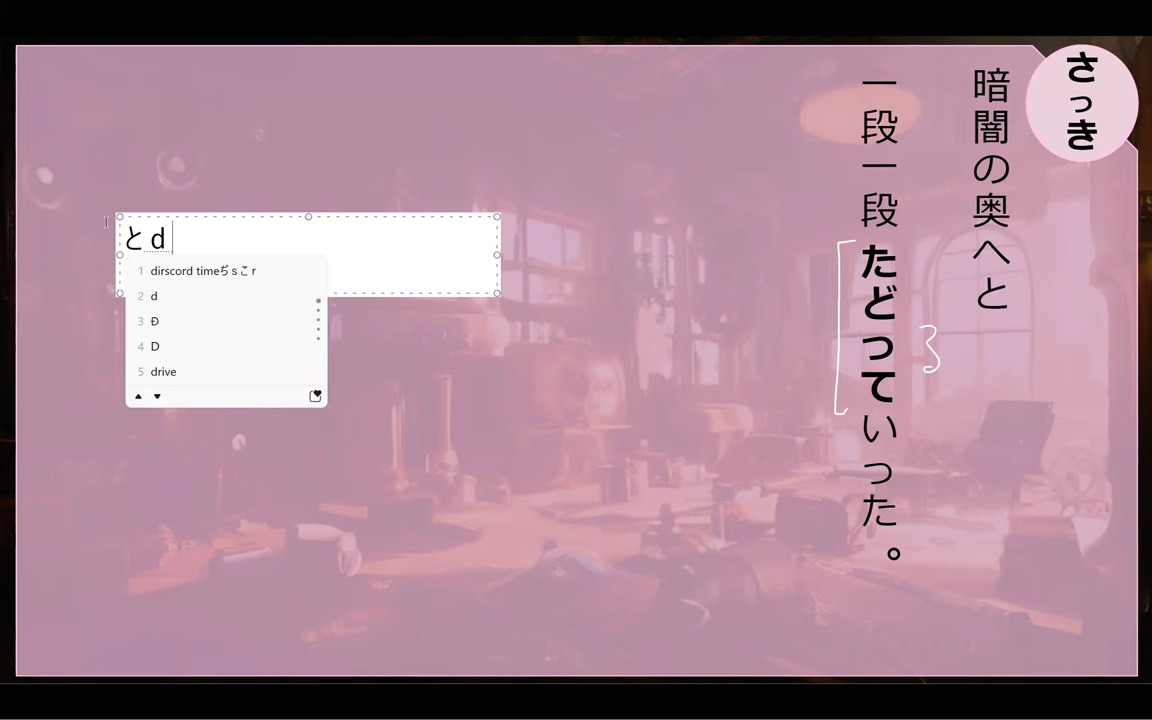 さっき
暗闇の奥へと
一段一段たどっていった。
る
とd
1 dirscord timeぢsこr
2 d
3 Đ
4 D
5 drive